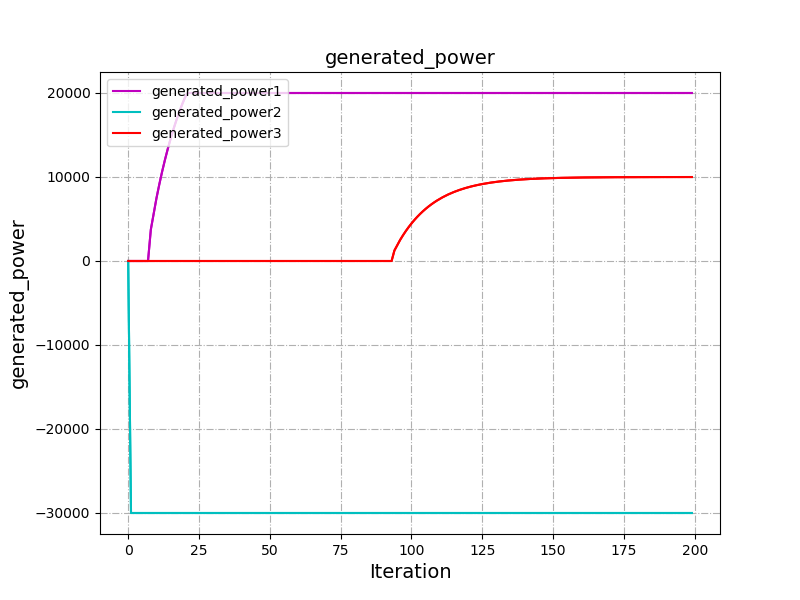 generated_power
generated_power1
generated_power2
generated_power3
20000
10000
0
−10000
−20000
−30000
generated_power
0 25 50 75 100 125 150 175 200
Iteration